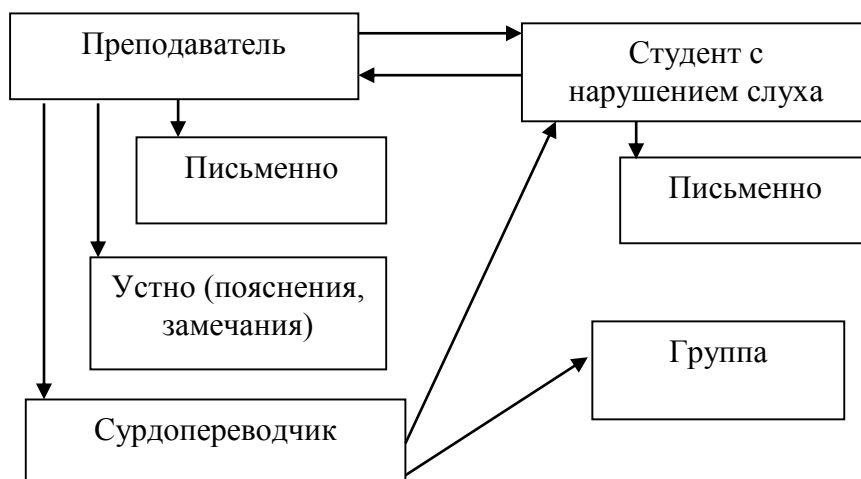 Преподаватель
Студент с
нарушением слуха
Письменно
Письменно
Устно (пояснения,
замечания)
Группа
Сурдопереводчик